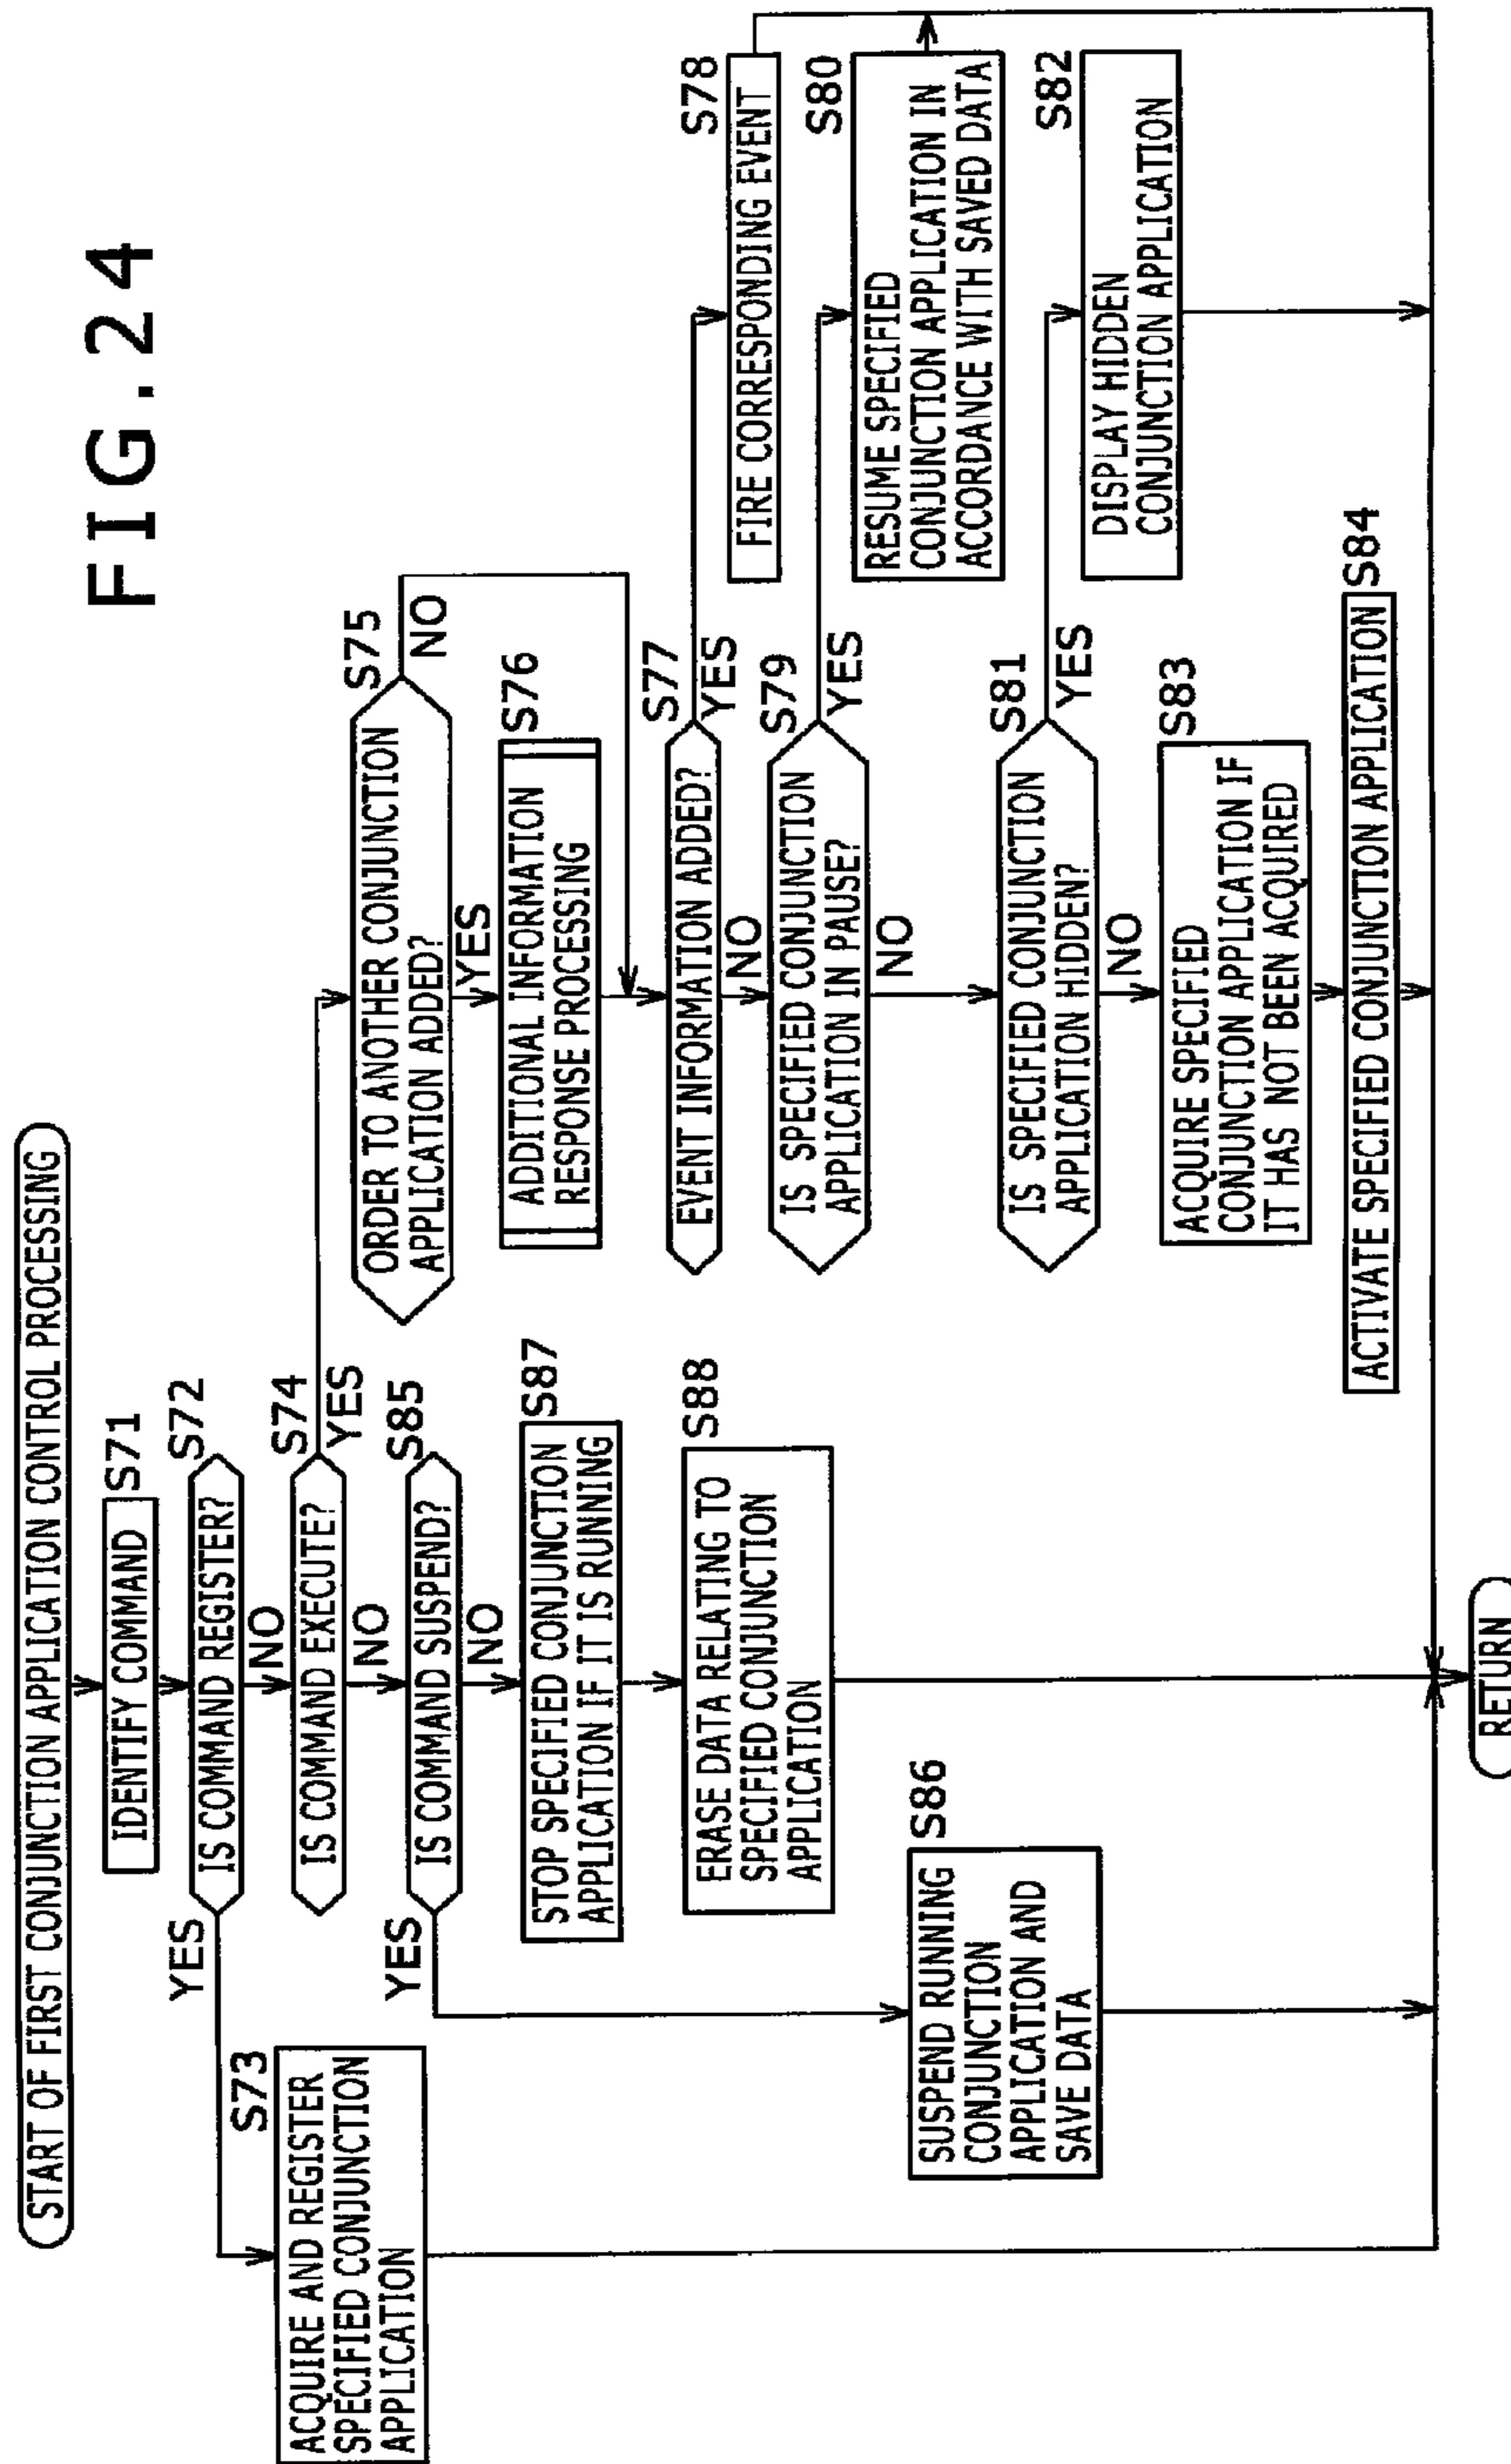 FIG.24
START OF FIRST CONJUNCTION APPLICATION CONTROL PROCESSING
IDENTIFY COMMAND
S71
IS COMMAND REGISTER?
S72
YES
NO
ACQUIRE AND REGISTER
SPECIFIED CONJUNCTION
APPLICATION
S73
IS COMMAND EXECUTE?
S74
YES
NO
ORDER TO ANOTHER CONJUNCTION
APPLICATION ADDED?
S75
NO
YES
ADDITIONAL INFORMATION
RESPONSE PROCESSING
S76
EVENT INFORMATION ADDED?
S77
YES
NO
FIRE CORRESPONDING EVENT
S78
IS SPECIFIED CONJUNCTION
APPLICATION IN PAUSE?
S79
YES
NO
RESUME SPECIFIED
CONJUNCTION APPLICATION IN
ACCORDANCE WITH SAVED DATA
S80
IS SPECIFIED CONJUNCTION
APPLICATION HIDDEN?
S81
YES
NO
DISPLAY HIDDEN
CONJUNCTION APPLICATION
S82
ACQUIRE SPECIFIED
CONJUNCTION APPLICATION IF
IT HAS NOT BEEN ACQUIRED
S83
ACTIVATE SPECIFIED CONJUNCTION APPLICATION
S84
IS COMMAND SUSPEND?
S85
YES
NO
SUSPEND RUNNING
CONJUNCTION
APPLICATION AND
SAVE DATA
S86
STOP SPECIFIED CONJUNCTION
APPLICATION IF IT IS RUNNING
S87
ERASE DATA RELATING TO
SPECIFIED CONJUNCTION
APPLICATION
S88
RETURN